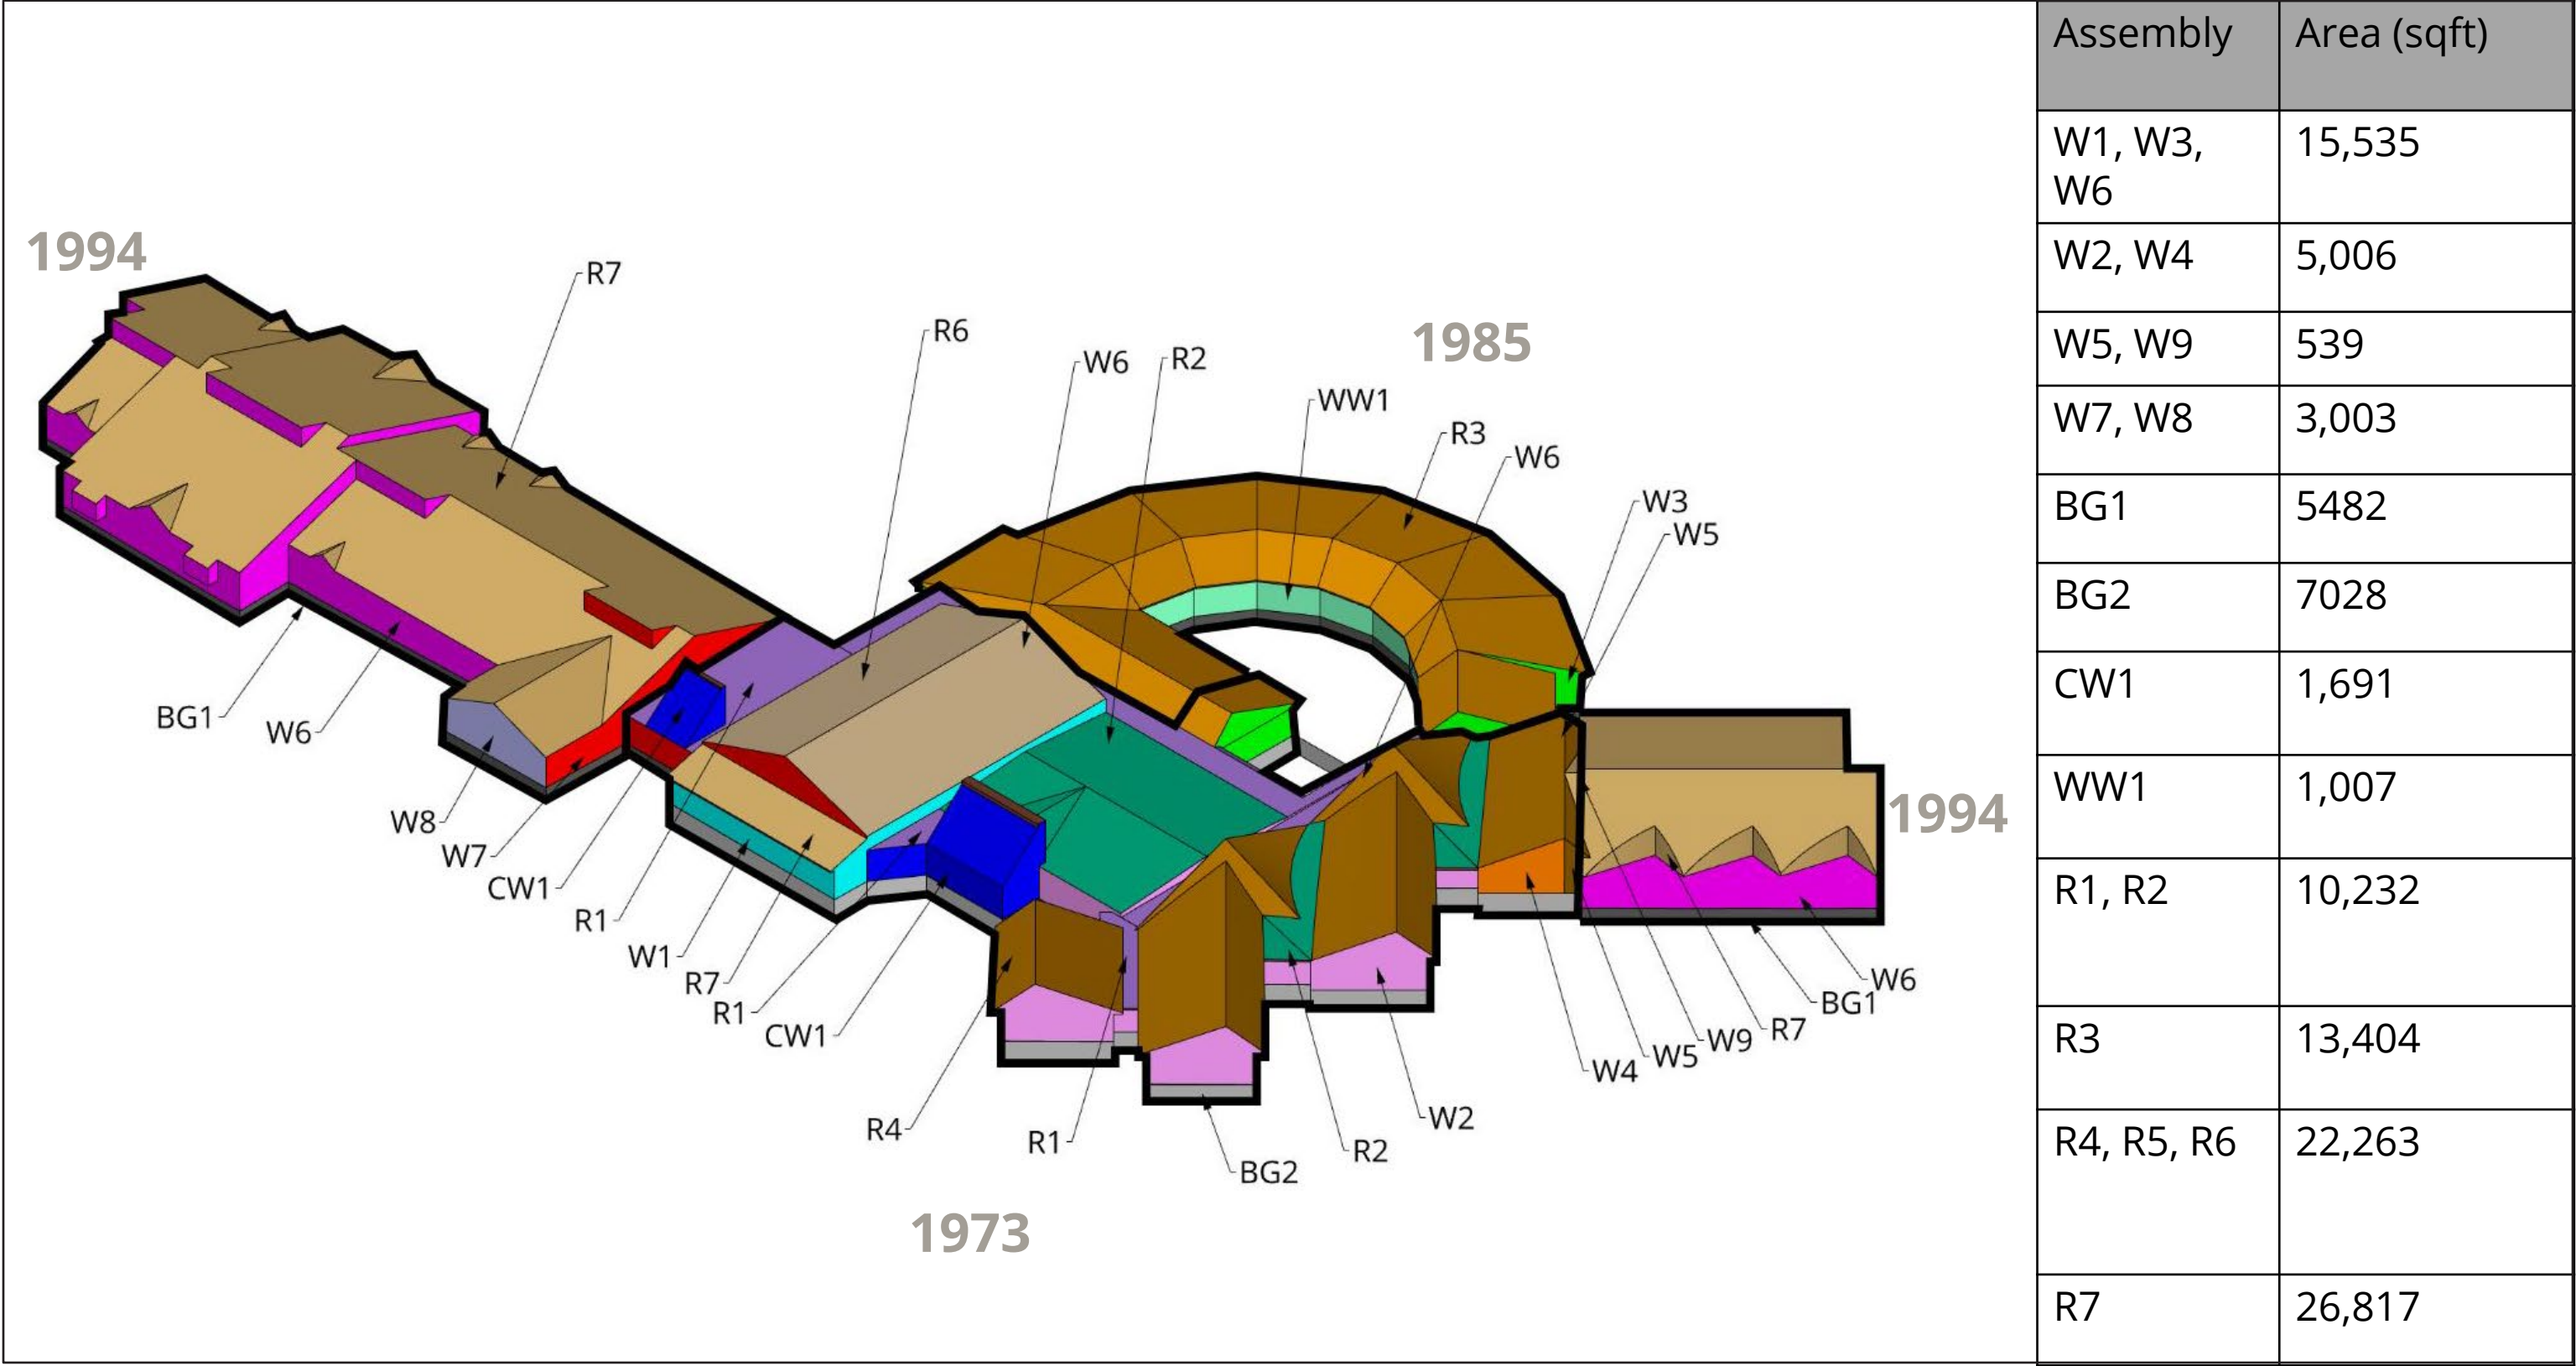 1994
R7
R6
1985
W6
R2
WW1
R3
W6
W3
W5
BG1
W6
W8
W7
CW1
R1
W1
R7
R1
CW1
1994
W6
BG1
R7
W9
W5
W4
W2
R2
R4
R1
BG2
1973
Assembly Area (sqft)
W1, W3,
W6 15,535
W2, W4 5,006
W5, W9 539
W7, W8 3,003
BG1 5482
BG2 7028
CW1 1,691
WW1 1,007
R1, R2 10,232
R3 13,404
R4, R5, R6 22,263
R7 26,817